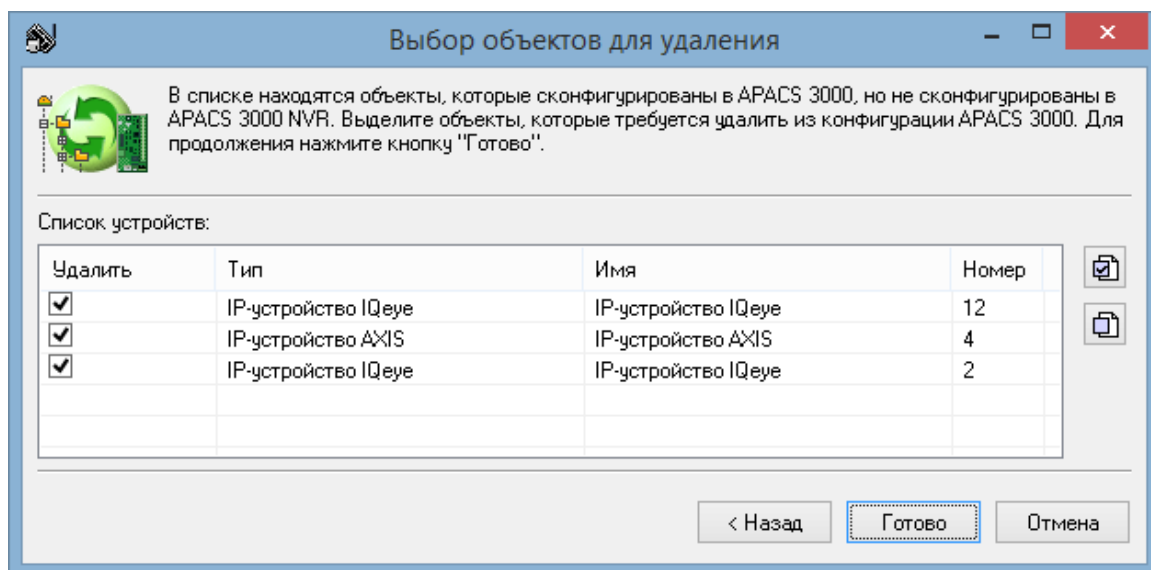 Выбор объектов для удаления
В списке находятся объекты, которые сконфигурированы в APACS 3000, но не сконфигурированы в
APACS 3000 NVR. Выделите объекты, которые требуется удалить из конфигурации APACS 3000. Для
продолжения нажмите кнопку "Готово".
Список устройств:
Удалить Тип Имя Номер
IP-устройство IQeye IP-устройство IQeye 12
IP-устройство AXIS IP-устройство AXIS 4
IP-устройство IQeye IP-устройство IQeye 2
< Назад Готово Отмена